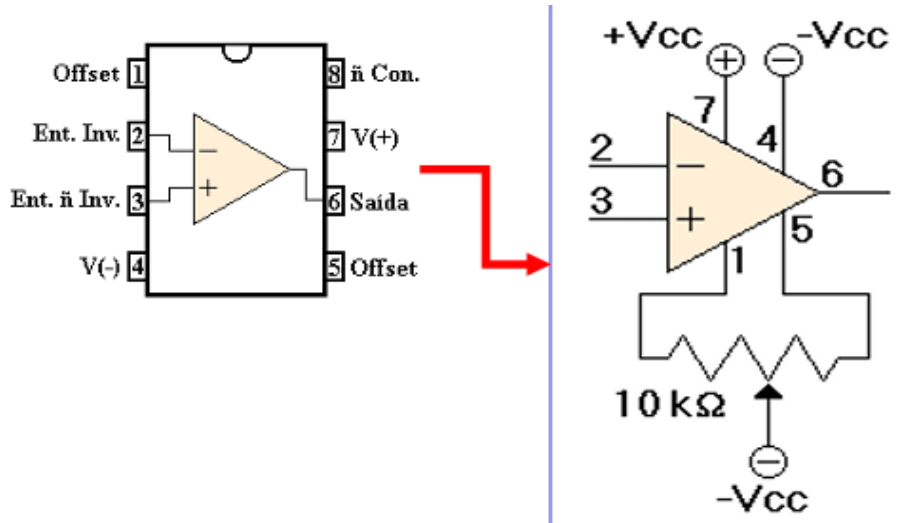 Offset 1
8 ñ Con.
Ent. Inv. 2
7 V(+)
Ent. ñ Inv. 3
6 Saída
V(-) 4
5 Offset
− +
+Vcc
-Vcc
+ −
7
4
2
−
6
3
+
5
1
10 kΩ
−
-Vcc